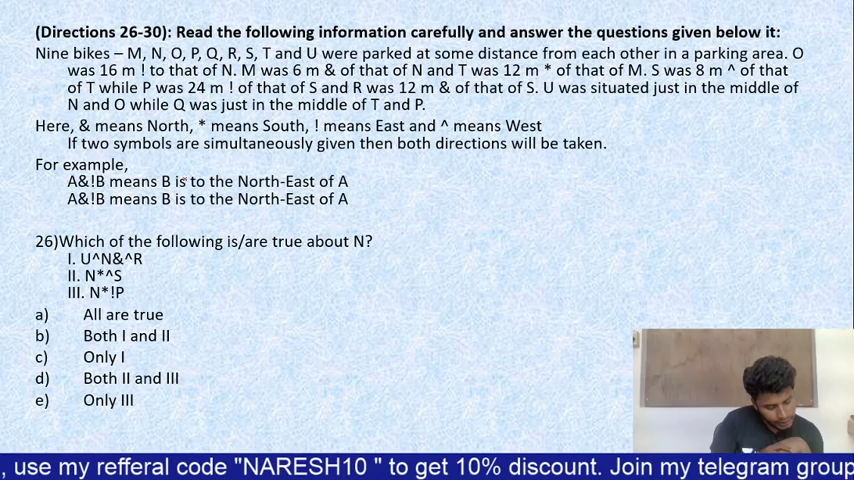 (Directions 26-30): Read the following information carefully and answer the questions given below it:
Nine bikes – M, N, O, P, Q, R, S, T and U were parked at some distance from each other in a parking area. O
was 16 m ! to that of N. M was 6 m & of that of N and T was 12 m * of that of M. S was 8 m ^ of that
of T while P was 24 m ! of that of S and R was 12 m & of that of S. U was situated just in the middle of
N and O while Q was just in the middle of T and P.
Here, & means North, * means South, ! means East and ^ means West
If two symbols are simultaneously given then both directions will be taken.
For example,
A&!B means B is to the North-East of A
A&!B means B is to the North-East of A
26)Which of the following is/are true about N?
I. U^N&^R
II. N*^S
III. N*!P
a) All are true
b) Both I and II
c) Only I
d) Both II and III
e) Only III
, use my refferal code "NARESH10 " to get 10% discount. Join my telegram group